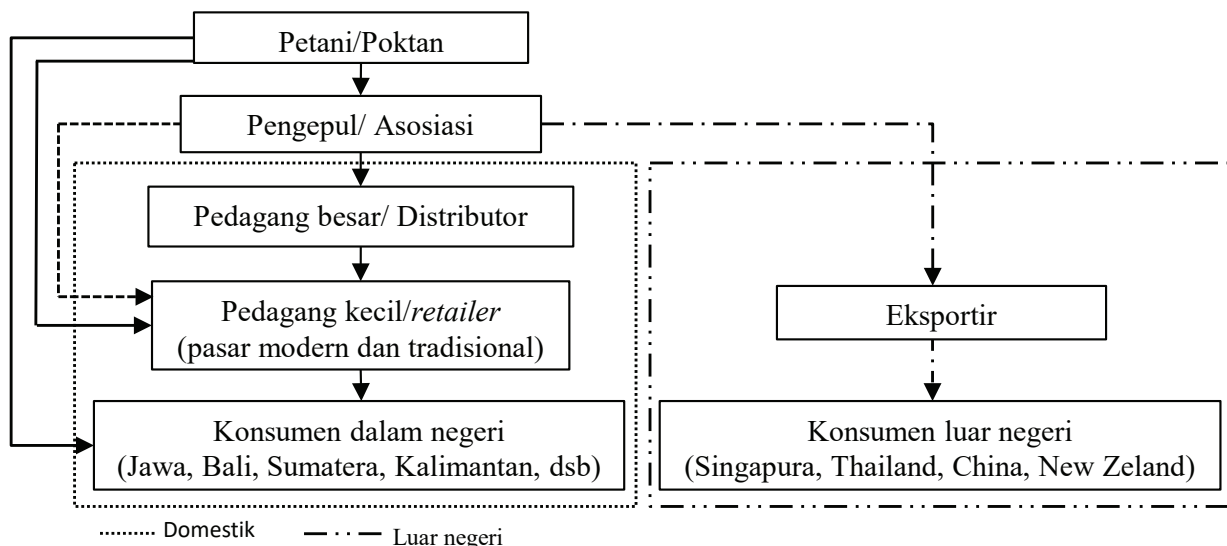 Petani/Poktan
Pengepul/ Asosiasi
Pedagang besar/ Distributor
Pedagang kecil/retailer
(pasar modern dan tradisional)
Eksportir
Konsumen dalam negeri
(Jawa, Bali, Sumatera, Kalimantan, dsb)
Konsumen luar negeri
(Singapura, Thailand, China, New Zeland)
Domestik
Luar negeri